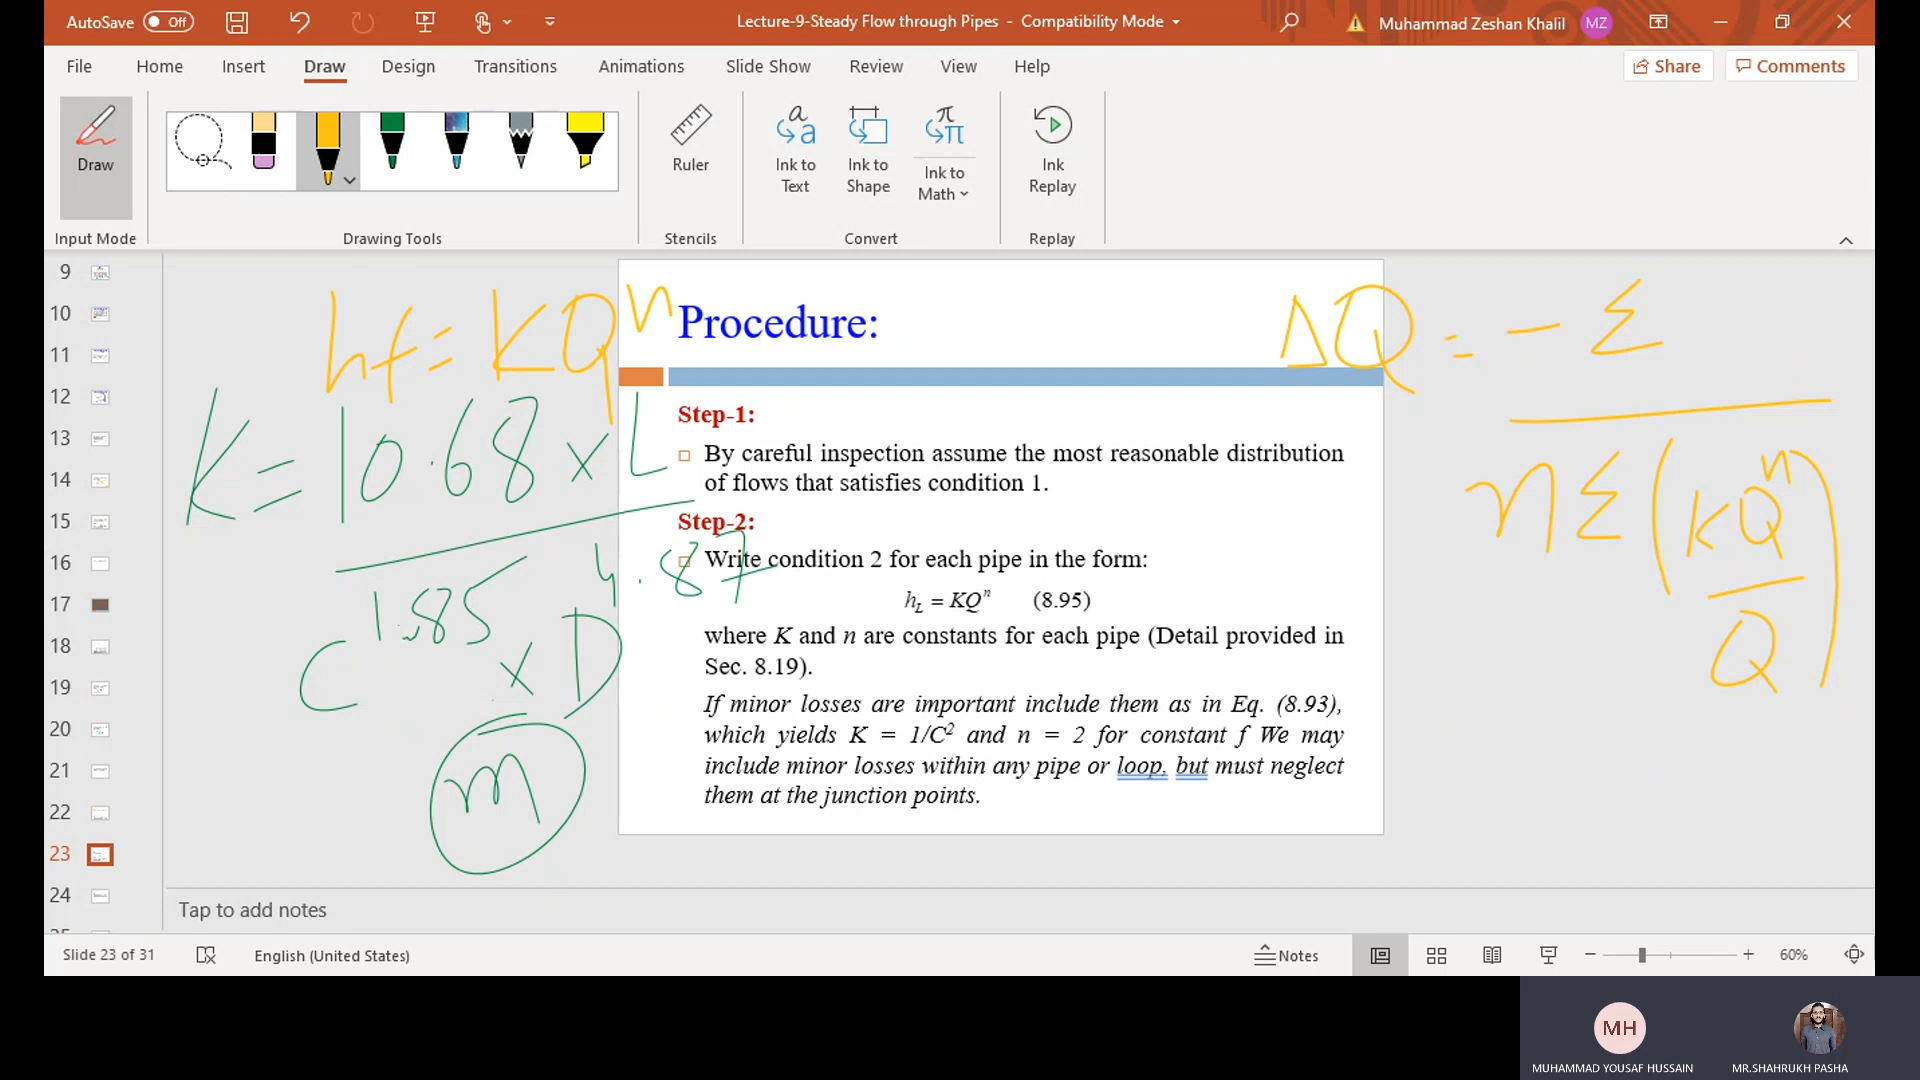 AutoSave Off
Lecture-9-Steady Flow through Pipes - Compatibility Mode
Muhammad Zeshan Khalil MZ
File Home Insert Draw Design Transitions Animations Slide Show Review View Help
Share Comments
Draw
Input Mode
Drawing Tools
Ruler
Stencils
Ink to Text
Ink to Shape
Ink to Math
Convert
Ink Replay
Replay
9
10
11
12
13
14
15
16
17
18
19
20
21
22
23
24
hf = KQ^n
K = 10.68 × L
C^1.85 × D^4.87
m
Procedure:
Step-1:
By careful inspection assume the most reasonable distribution
of flows that satisfies condition 1.
Step-2:
Write condition 2 for each pipe in the form:
h_L = KQ^n (8.95)
where K and n are constants for each pipe (Detail provided in
Sec. 8.19).
If minor losses are important include them as in Eq. (8.93),
which yields K = 1/C² and n = 2 for constant f We may
include minor losses within any pipe or loop, but must neglect
them at the junction points.
ΔQ = - Σ
n Σ (KQ^n
Q)
Tap to add notes
Slide 23 of 31 English (United States) Notes 60%
MH
MUHAMMAD YOUSAF HUSSAIN MR.SHAHRUKH PASHA